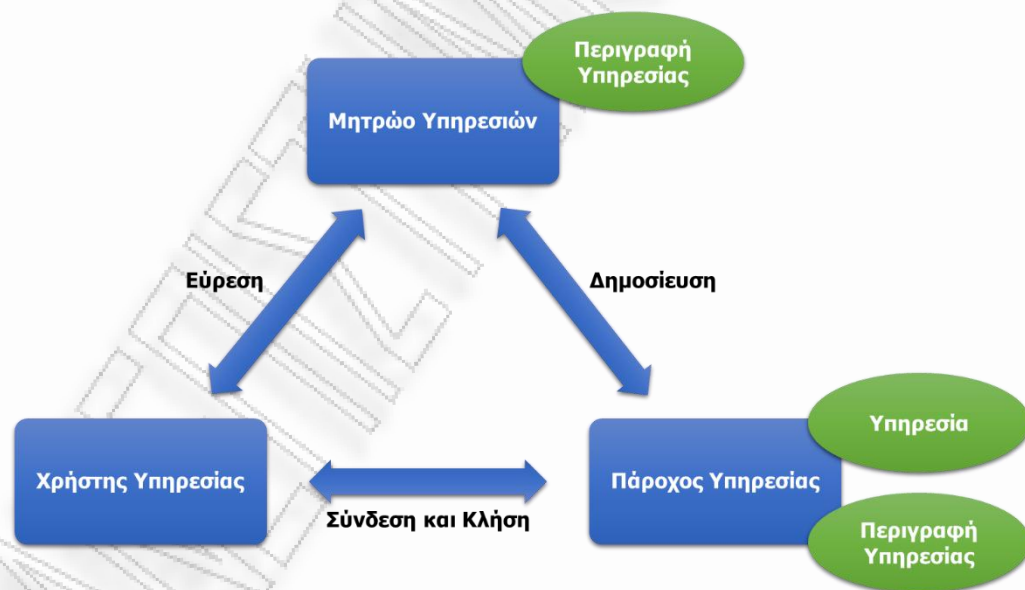 Περιγραφή
Υπηρεσίας
Μητρώο Υπηρεσιών
Εύρεση
Δημοσίευση
Υπηρεσία
Χρήστης Υπηρεσίας
Πάροχος Υπηρεσίας
Σύνδεση και Κλήση
Περιγραφή
Υπηρεσίας